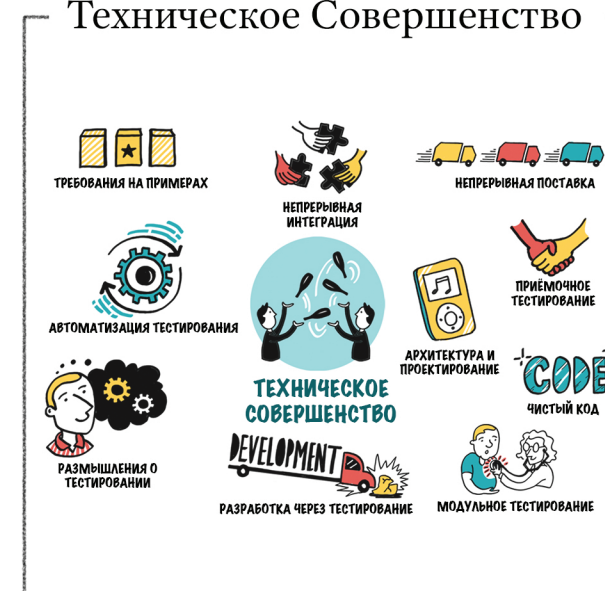 Техническое Совершенство
ТРЕБОВАНИЯ НА ПРИМЕРАХ
НЕПРЕРЫВНАЯ
ИНТЕГРАЦИЯ
НЕПРЕРЫВНАЯ ПОСТАВКА
АВТОМАТИЗАЦИЯ ТЕСТИРОВАНИЯ
ПРИЁМОЧНОЕ
ТЕСТИРОВАНИЕ
АРХИТЕКТУРА И
ПРОЕКТИРОВАНИЕ
ТЕХНИЧЕСКОЕ
СОВЕРШЕНСТВО
CODE
ЧИСТЫЙ КОД
РАЗМЫШЛЕНИЯ О
ТЕСТИРОВАНИИ
DEVELOPMENT
РАЗРАБОТКА ЧЕРЕЗ ТЕСТИРОВАНИЕ
МОДУЛЬНОЕ ТЕСТИРОВАНИЕ